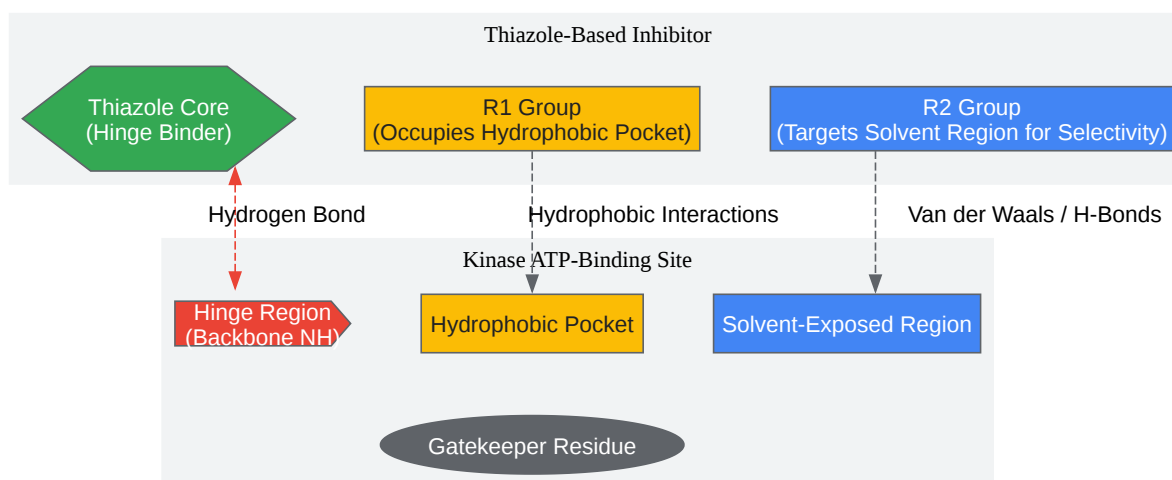 Thiazole-Based Inhibitor
Thiazole Core
(Hinge Binder)
R1 Group
(Occupies Hydrophobic Pocket)
R2 Group
(Targets Solvent Region for Selectivity)
Hydrogen Bond
Hydrophobic Interactions
Van der Waals / H-Bonds
Kinase ATP-Binding Site
Hinge Region
(Backbone NH)
Hydrophobic Pocket
Solvent-Exposed Region
Gatekeeper Residue